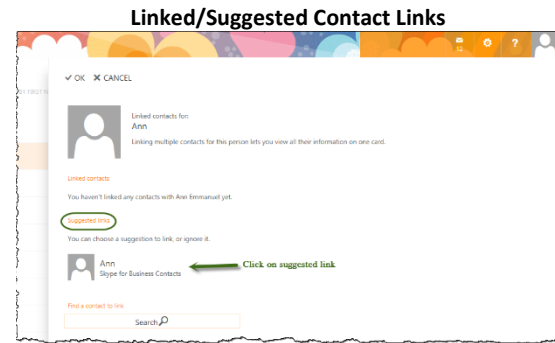 Linked/Suggested Contact Links
12
?
OK CANCEL
Linked contacts for:
Ann
Linking multiple contacts for this person lets you view all their information on one card.
Linked contacts
You haven't linked any contacts with Ann Emmanuel yet.
Suggested links
You can choose a suggestion to link, or ignore it.
Ann
Skype for Business Contacts
Click on suggested link
Find a contact to link
Search